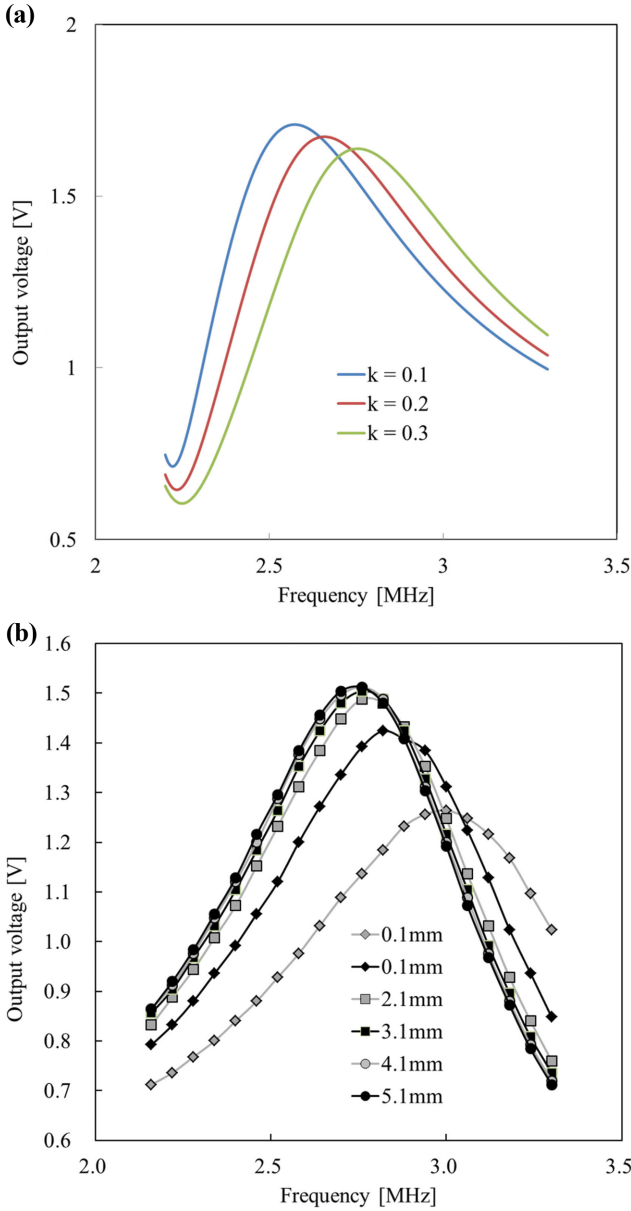 (a)
2
1.5
1
0.5
Output voltage [V]
k = 0.1
k = 0.2
k = 0.3
2
2.5
3
3.5
Frequency [MHz]
(b)
1.6
1.5
1.4
1.3
1.2
1.1
1.0
0.9
0.8
0.7
0.6
Output voltage [V]
0.1mm
0.1mm
2.1mm
3.1mm
4.1mm
5.1mm
2.0
2.5
3.0
3.5
Frequency [MHz]